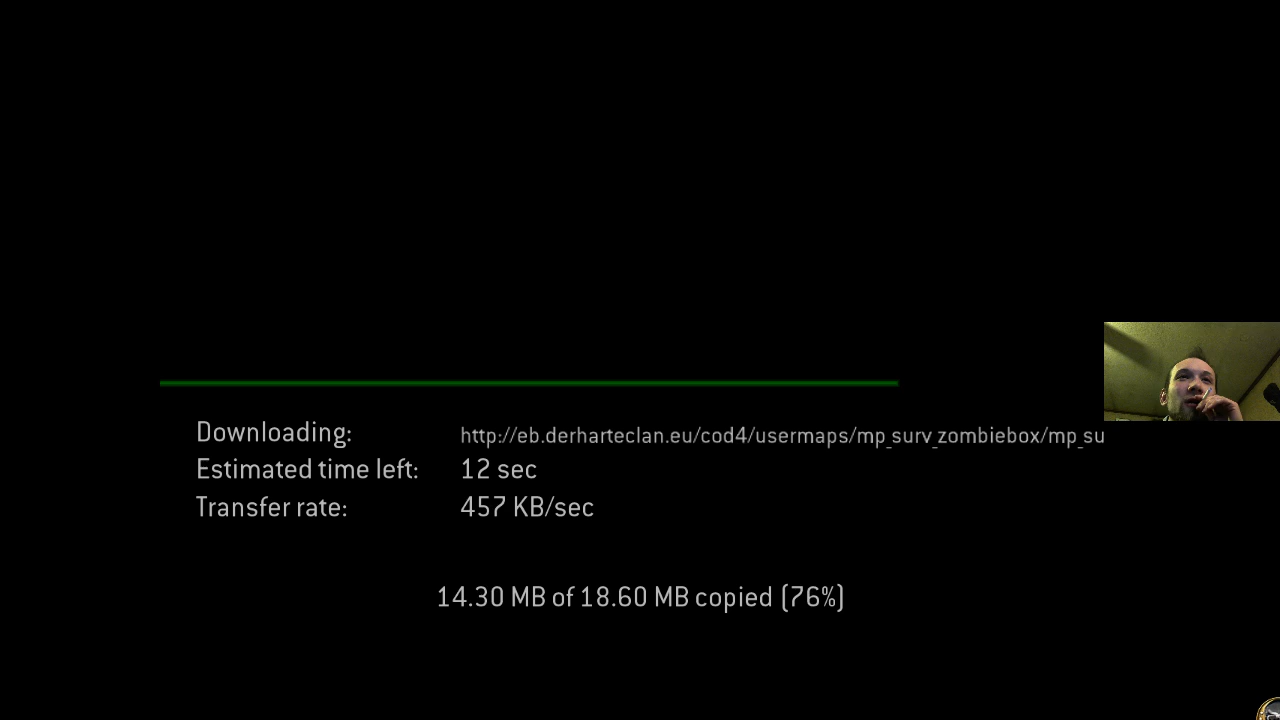 Downloading: http://eb.derharteclan.eu/cod4/usermaps/mp_surv_zombiebox/mp_su
Estimated time left: 12 sec
Transfer rate: 457 KB/sec
14.30 MB of 18.60 MB copied (76%)